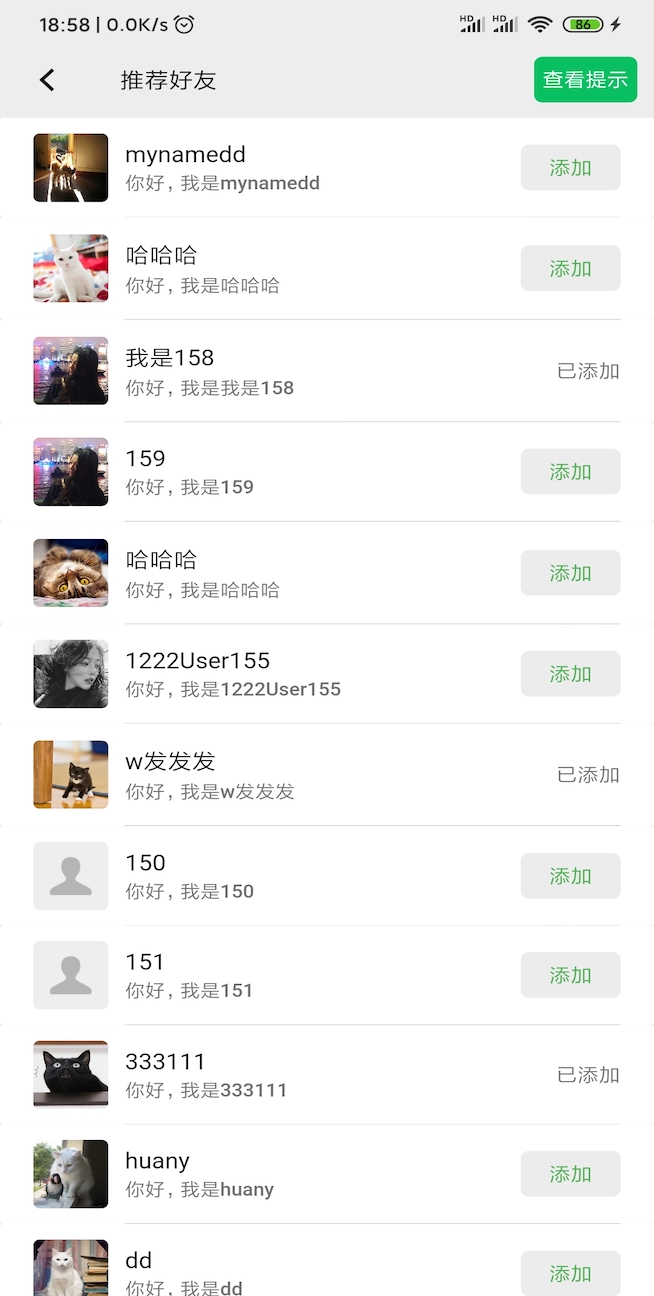 18:58 | 0.0K/s HD HD 86
推荐好友 查看提示
mynamedd
你好,我是mynamedd
添加
哈哈哈
你好,我是哈哈哈
添加
我是158
你好,我是我是158
已添加
159
你好,我是159
添加
哈哈哈
你好,我是哈哈哈
添加
1222User155
你好,我是1222User155
添加
w发发发
你好,我是w发发发
已添加
150
你好,我是150
添加
151
你好,我是151
添加
333111
你好,我是333111
已添加
huany
你好,我是huany
添加
dd
你好,我是dd
添加